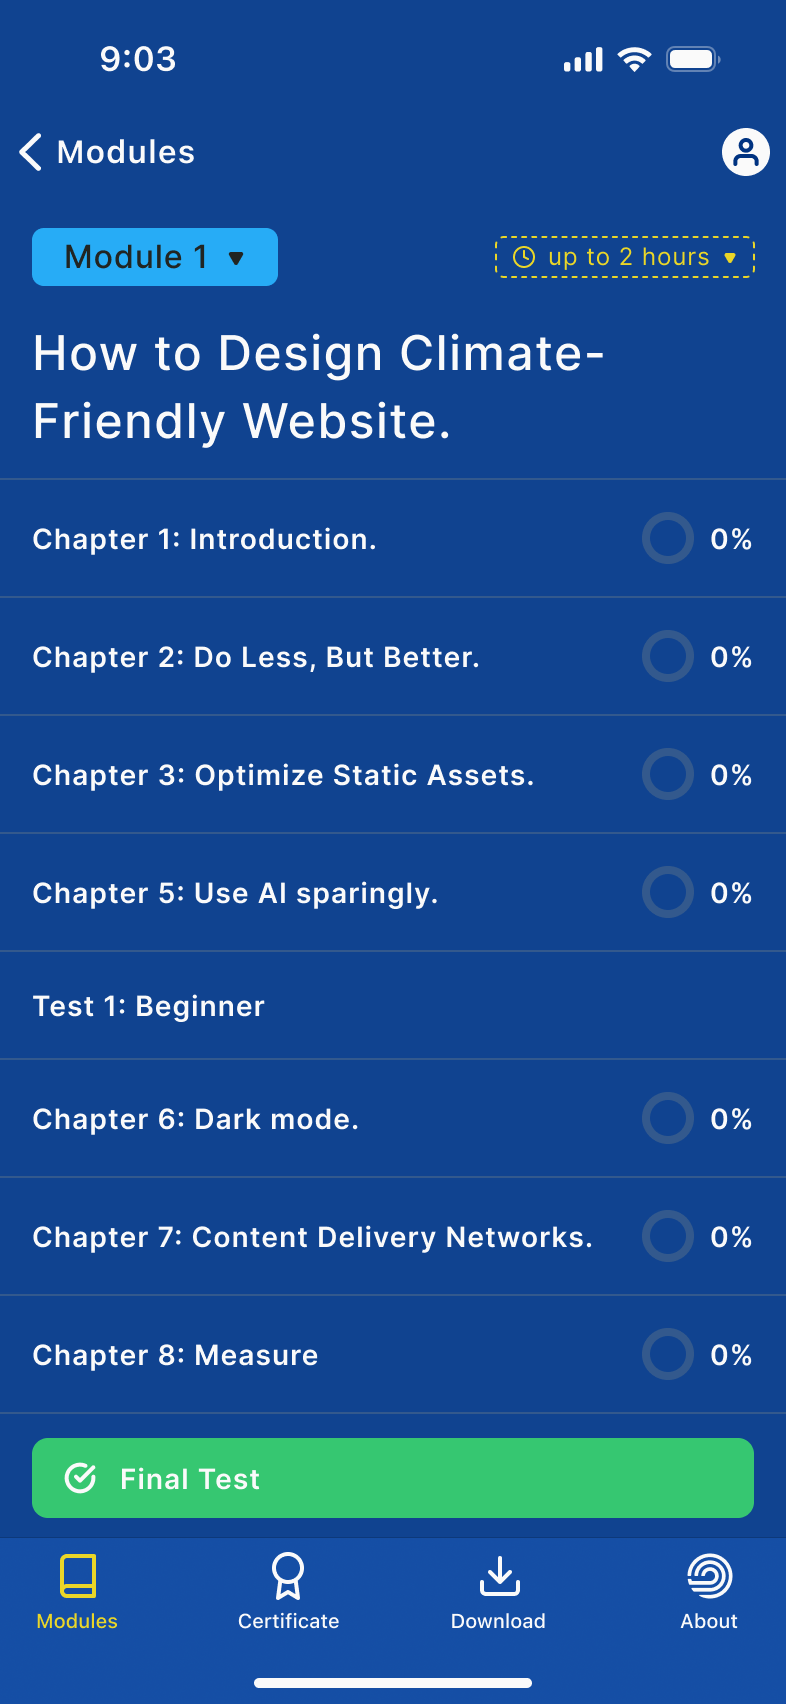 9:03
Modules
Module 1
up to 2 hours
How to Design Climate-
Friendly Website.
Chapter 1: Introduction.
0%
Chapter 2: Do Less, But Better.
0%
Chapter 3: Optimize Static Assets.
0%
Chapter 5: Use AI sparingly.
0%
Test 1: Beginner
Chapter 6: Dark mode.
0%
Chapter 7: Content Delivery Networks.
0%
Chapter 8: Measure
0%
Final Test
Modules
Certificate
Download
About